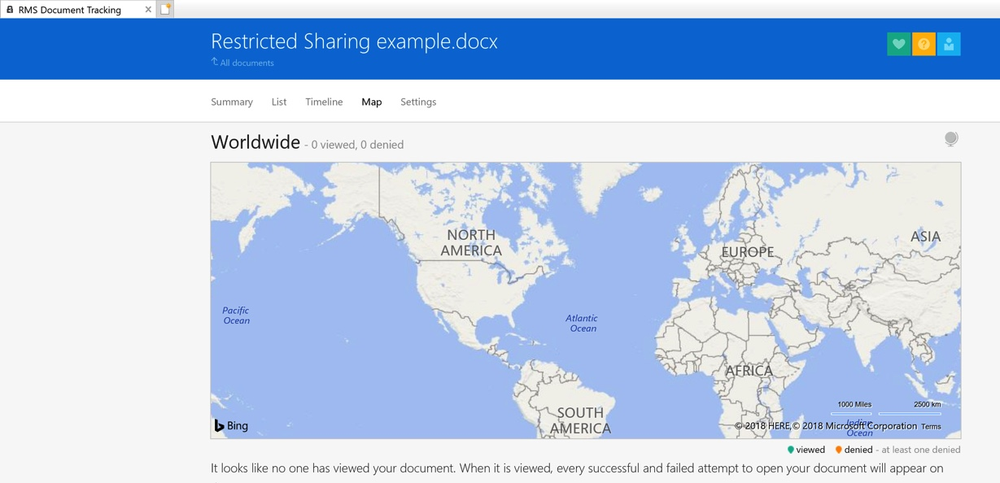 RMS Document Tracking
Restricted Sharing example.docx
All documents
Summary List Timeline Map Settings
Worldwide - 0 viewed, 0 denied
NORTH
AMERICA
ASIA
EUROPE
Pacific
Ocean
Atlantic
Ocean
AFRICA
SOUTH
AMERICA
1000 Miles 2500 km
Bing
© 2018 HERE,© 2018 Microsoft Corporation Terms
Indian
Ocean
viewed denied - at least one denied
It looks like no one has viewed your document. When it is viewed, every successful and failed attempt to open your document will appear on